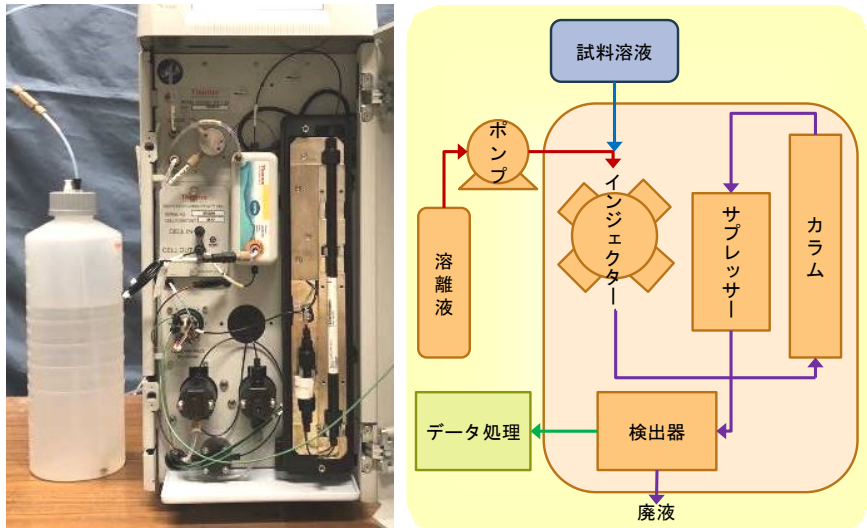 Thermo
試料溶液
ポンプ
インジェクター
溶離液
サプレッサー
カラム
データ処理
検出器
廃液